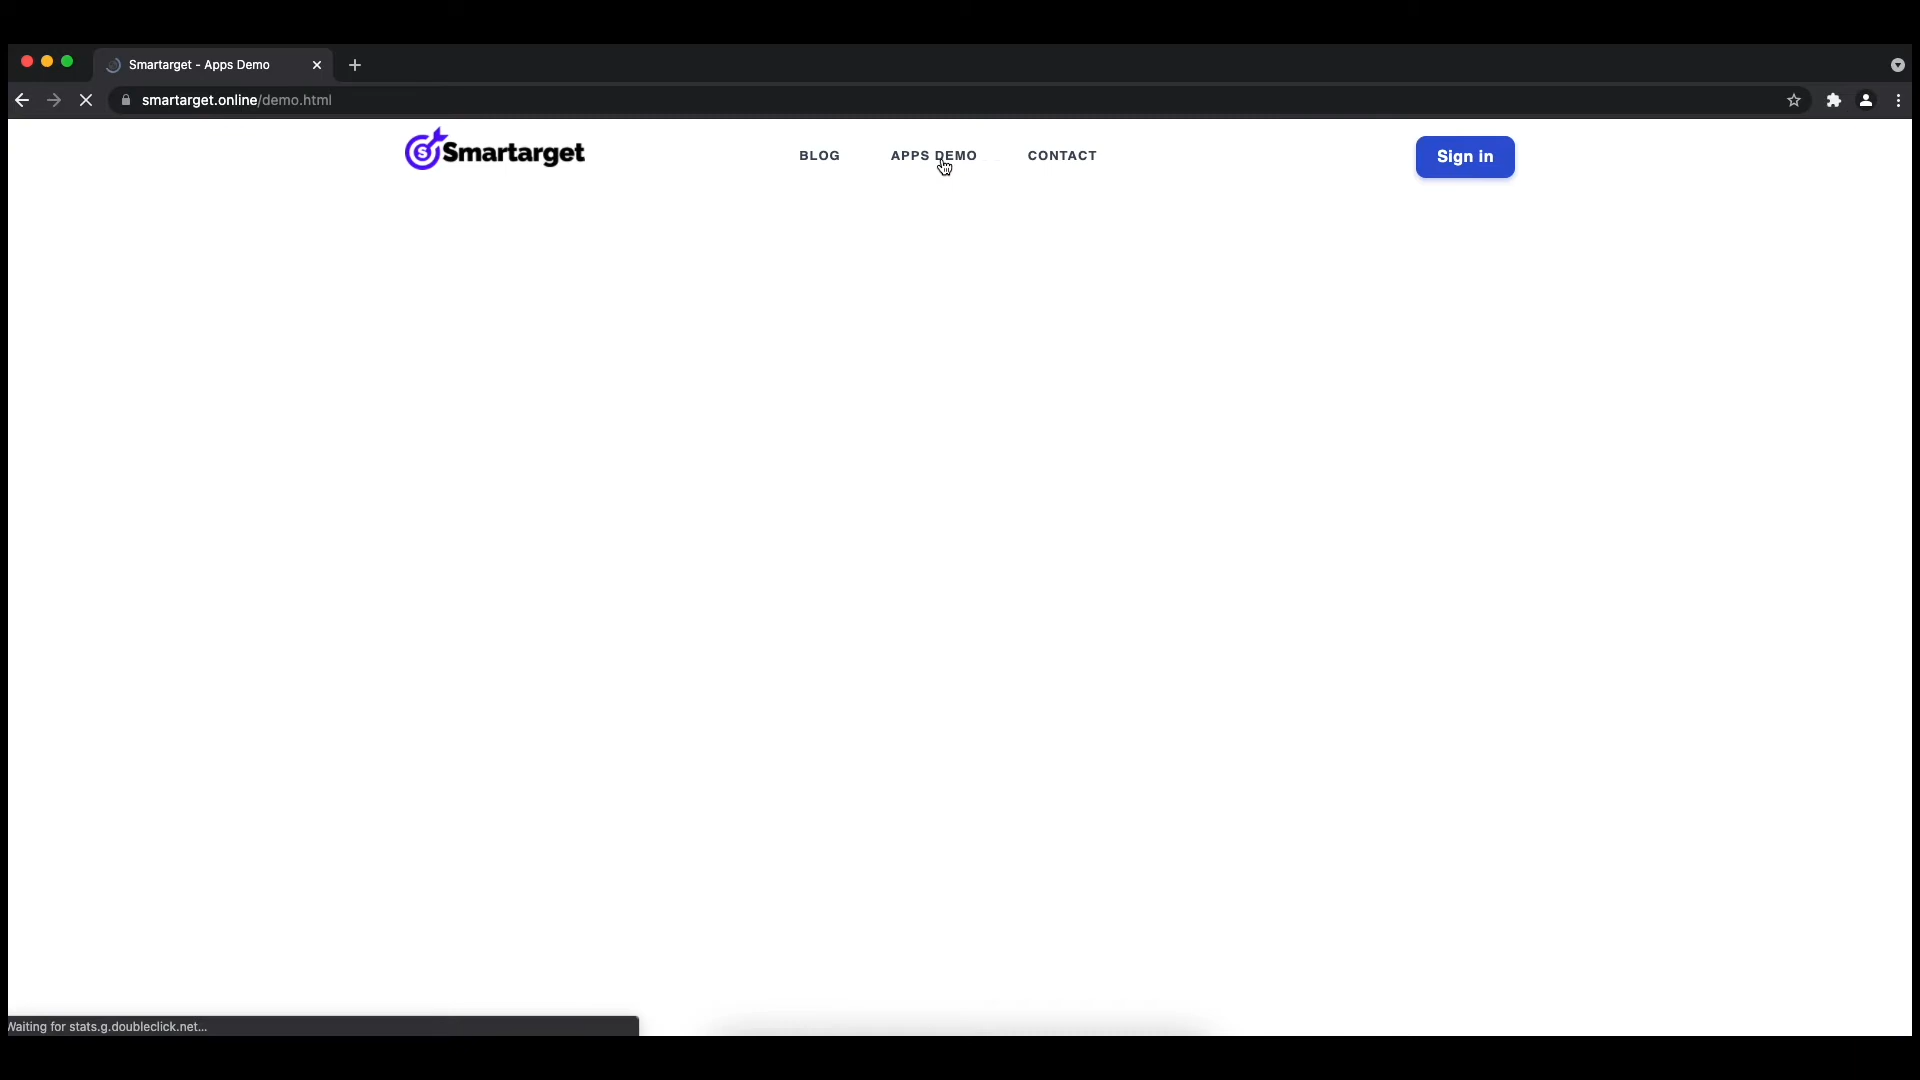 Smartarget - Apps Demo
smartarget.online/demo.html
Smartarget
BLOG
APPS DEMO
CONTACT
Sign in
Waiting for stats.g.doubleclick.net...